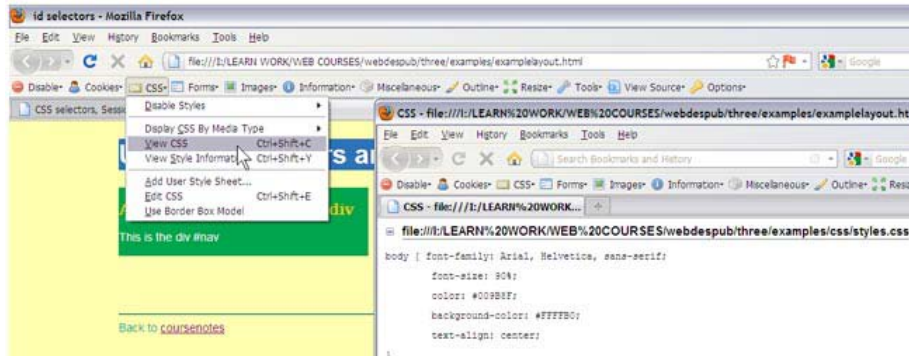 id selectors - Mozilla Firefox
File Edit View History Bookmarks Tools Help
file:///I:/LEARN WORK/WEB COURSES/webdespub/three/examples/examplelayout.html
Google
Disable Cookies CSS Forms Images Information Miscellaneous Outline Resize Tools View Source Options
CSS selectors, Sessi
Disable Styles
Display CSS By Media Type
View CSS Ctrl+Shift+C
View Style Information Ctrl+Shift+Y
Add User Style Sheet...
Edit CSS Ctrl+Shift+E
Use Border Box Model
div
This is the div #nav
Back to coursenotes
CSS - file:///I:/LEARN%20WORK/WEB%20COURSES/webdespub/three/examples/examplelayout.ht
File Edit View History Bookmarks Tools Help
Search Bookmarks and History
Google
Disable Cookies CSS Forms Images Information Miscellaneous Outline Resi
CSS - file:///I:/LEARN%20WORK...
file:///I:/LEARN%20WORK/WEB%20COURSES/webdespub/three/examples/css/styles.css
body { font-family: Arial, Helvetica, sans-serif;
font-size: 90%;
color: #009B8F;
background-color: #FFFFB0;
text-align: center;